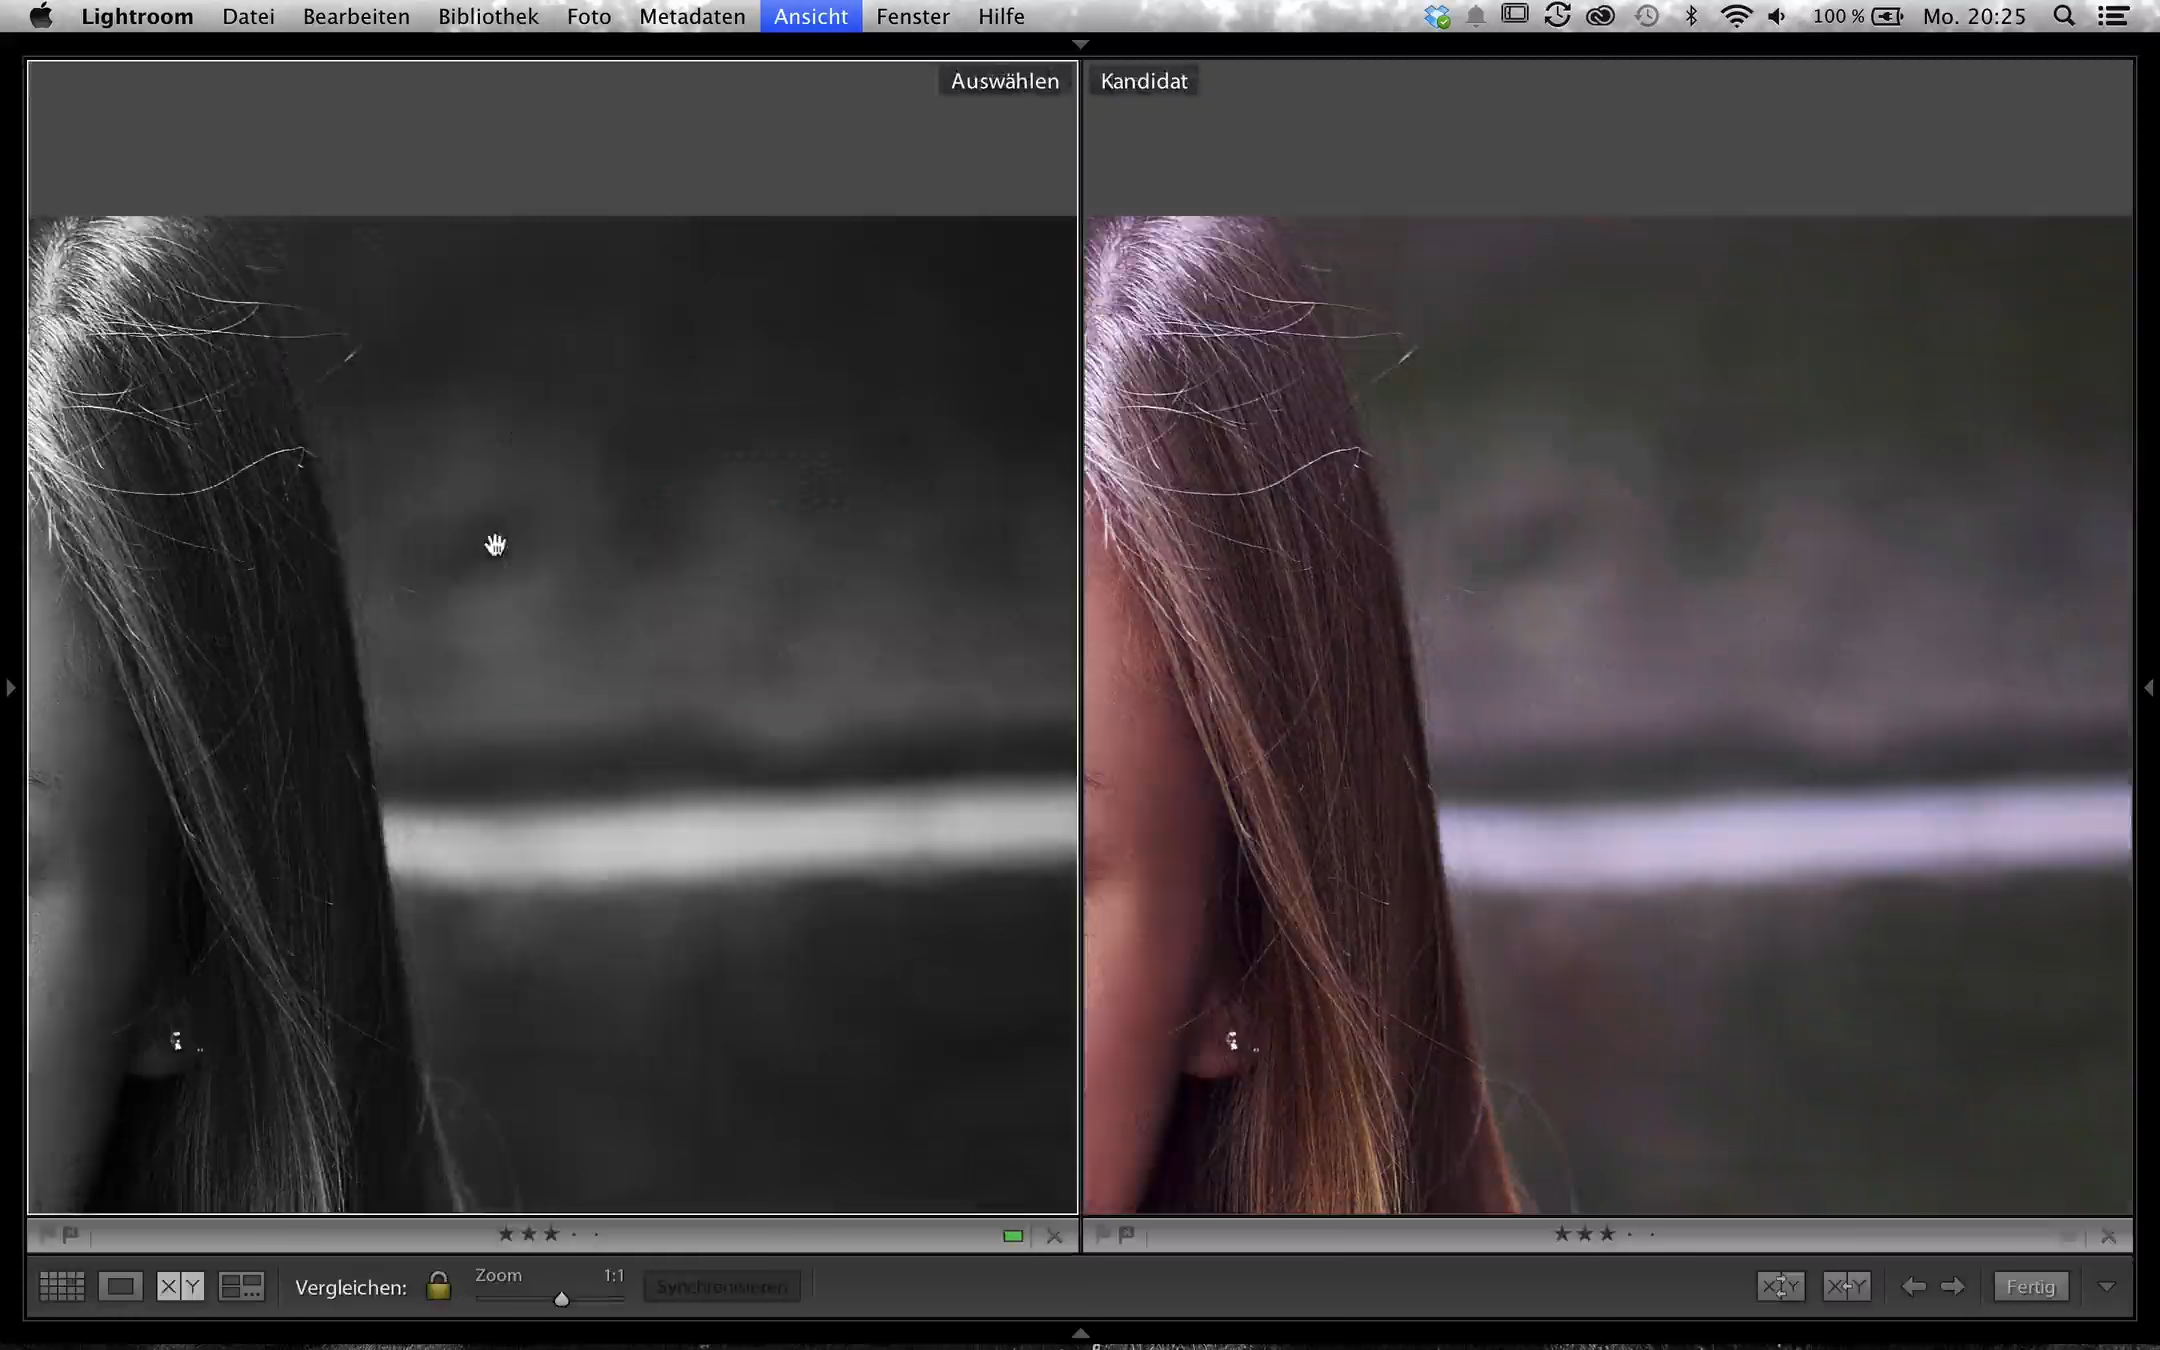 Lightroom Datei Bearbeiten Bibliothek Foto Metadaten Ansicht Fenster Hilfe 100 % Mo. 20:25
Auswählen Kandidat
Vergleichen: Zoom 1:1 Synchronisieren X Y X Y Fertig
X Y